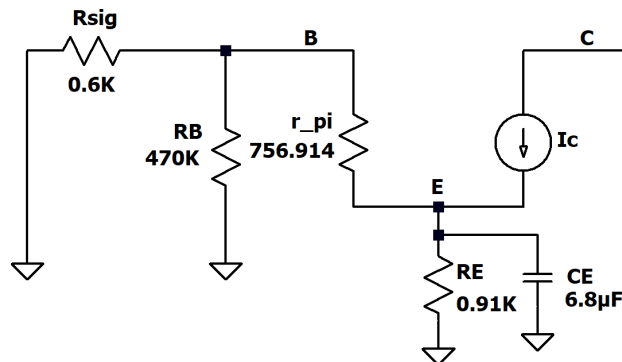 Rsig
0.6K
B
C
RB
470K
r_pi
756.914
Ic
E
RE
0.91K
CE
6.8µF